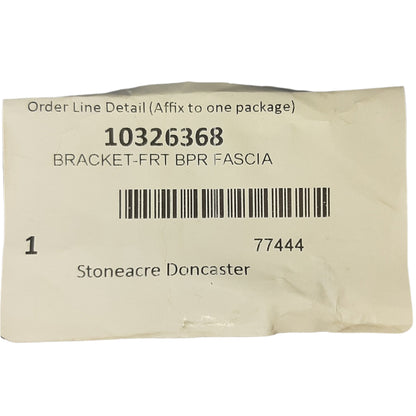 Order Line Detail (Affix to one package)
10326368
BRACKET-FRT BPR FASCIA
1 77444
Stoneacre Doncaster